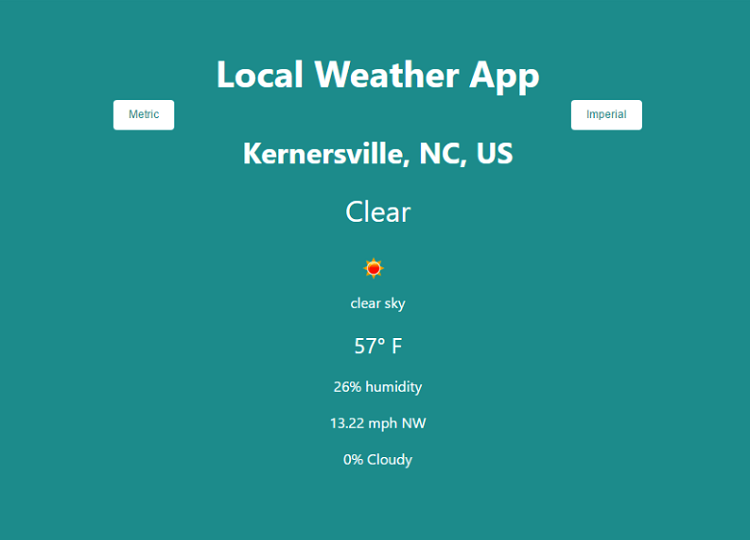 Local Weather App
Metric
Imperial
Kernersville, NC, US
Clear
clear sky
57° F
26% humidity
13.22 mph NW
0% Cloudy